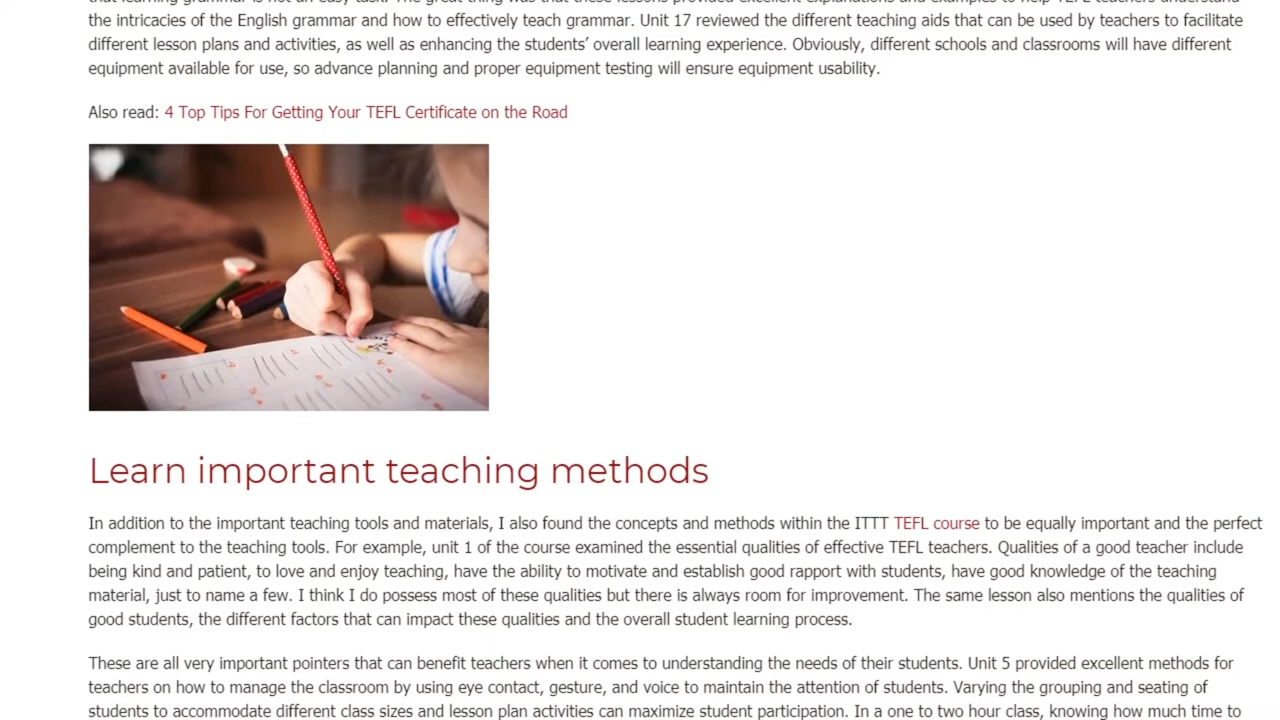 the intricacies of the English grammar and how to effectively teach grammar. Unit 17 reviewed the different teaching aids that can be used by teachers to facilitate
different lesson plans and activities, as well as enhancing the students’ overall learning experience. Obviously, different schools and classrooms will have different
equipment available for use, so advance planning and proper equipment testing will ensure equipment usability.
Also read: 4 Top Tips For Getting Your TEFL Certificate on the Road
Learn important teaching methods
In addition to the important teaching tools and materials, I also found the concepts and methods within the ITTT TEFL course to be equally important and the perfect
complement to the teaching tools. For example, unit 1 of the course examined the essential qualities of effective TEFL teachers. Qualities of a good teacher include
being kind and patient, to love and enjoy teaching, have the ability to motivate and establish good rapport with students, have good knowledge of the teaching
material, just to name a few. I think I do possess most of these qualities but there is always room for improvement. The same lesson also mentions the qualities of
good students, the different factors that can impact these qualities and the overall student learning process.
These are all very important pointers that can benefit teachers when it comes to understanding the needs of their students. Unit 5 provided excellent methods for
teachers on how to manage the classroom by using eye contact, gesture, and voice to maintain the attention of students. Varying the grouping and seating of
students to accommodate different class sizes and lesson plan activities can maximize student participation. In a one to two hour class, knowing how much time to